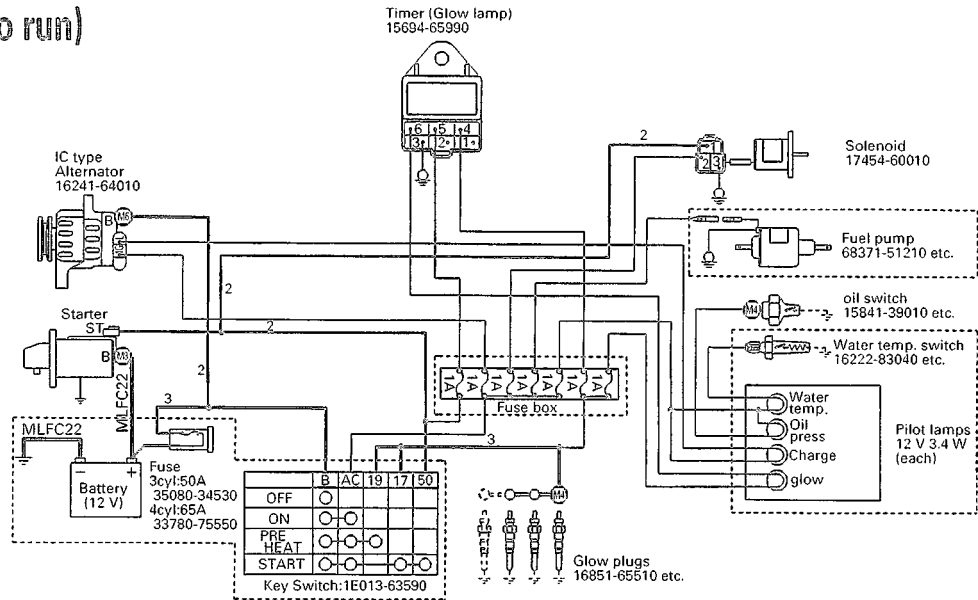 o run)
Timer (Glow lamp)
15694-65990
6 5 4
3 2 1
2
1
2 3
Solenoid
17454-60010
IC type
Alternator
16241-64010
B
M6
Fuel pump
68371-51210 etc.
2
oil switch
15841-39010 etc.
M4
Starter
ST
2
B
M8
Water temp. switch
16222-83040 etc.
MLFC22
2
1A 1A 1A 1A 1A 1A 1A
Fuse box
Water
temp.
Oil
press
Charge
glow
Pilot lamps
12 V 3.4 W
(each)
3
MLFC22
3
Fuse
3cyl:50A
35080-34530
4cyl:65A
33780-75550
− +
Battery
(12 V)
B AC 19 17 50
OFF
ON
PRE
HEAT
START
Key Switch:1E013-63590
M4
Glow plugs
16851-65510 etc.